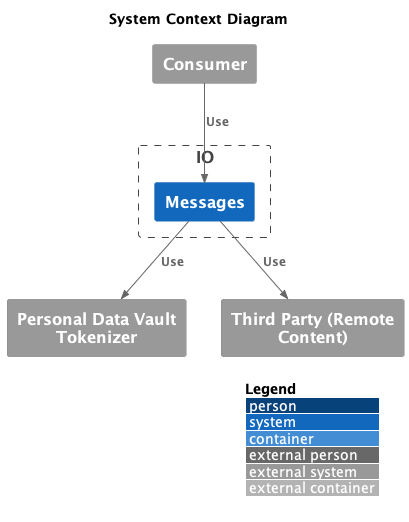 System Context Diagram
Consumer
Use
IO
Messages
Use
Use
Personal Data Vault
Tokenizer
Third Party (Remote
Content)
Legend
person
system
container
external person
external system
external container